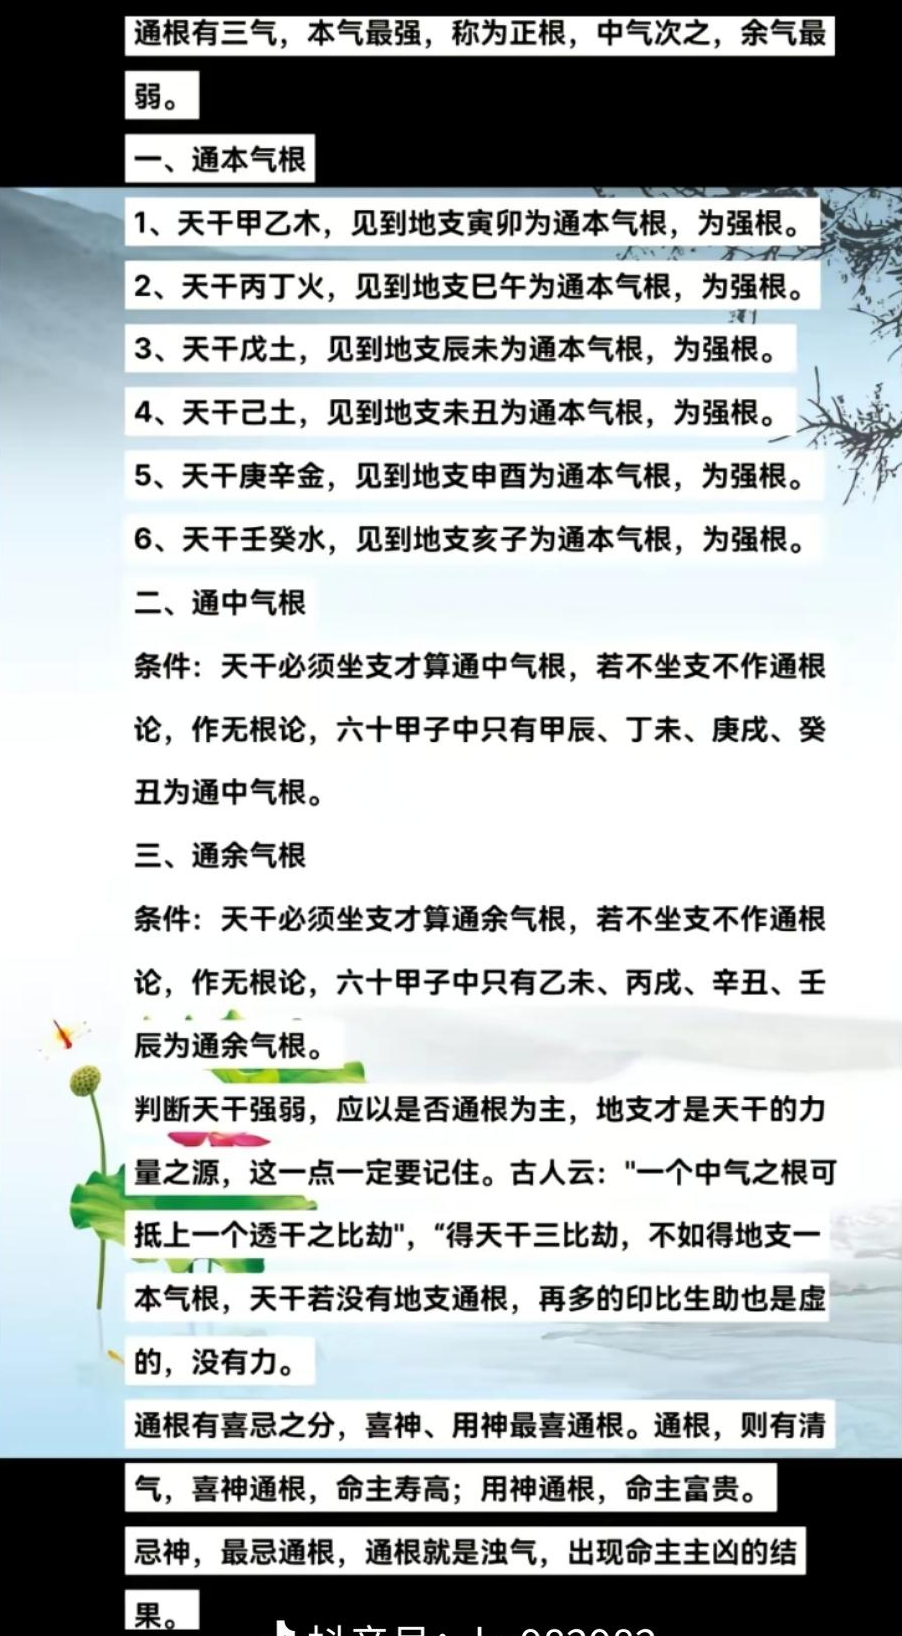 通根有三气，本气最强，称为正根，中气次之，余气最
弱。
一、通本气根
1、天干甲乙木，见到地支寅卯为通本气根，为强根。
2、天干丙丁火，见到地支巳午为通本气根，为强根。
3、天干戊土，见到地支辰未为通本气根，为强根。
4、天干己土，见到地支未丑为通本气根，为强根。
5、天干庚辛金，见到地支申酉为通本气根，为强根。
6、天干壬癸水，见到地支亥子为通本气根，为强根。
二、通中气根
条件：天干必须坐支才算通中气根，若不坐支不作通根
论，作无根论，六十甲子中只有甲辰、丁未、庚戌、癸
丑为通中气根。
三、通余气根
条件：天干必须坐支才算通余气根，若不坐支不作通根
论，作无根论，六十甲子中只有乙未、丙戌、辛丑、壬
辰为通余气根。
判断天干强弱，应以是否通根为主，地支才是天干的力
量之源，这一点一定要记住。古人云："一个中气之根可
抵上一个透干之比劫"，“得天干三比劫，不如得地支一
本气根，天干若没有地支通根，再多的印比生助也是虚
的，没有力。
通根有喜忌之分，喜神、用神最喜通根。通根，则有清
气，喜神通根，命主寿高；用神通根，命主富贵。
忌神，最忌通根，通根就是浊气，出现命主主凶的结
果。